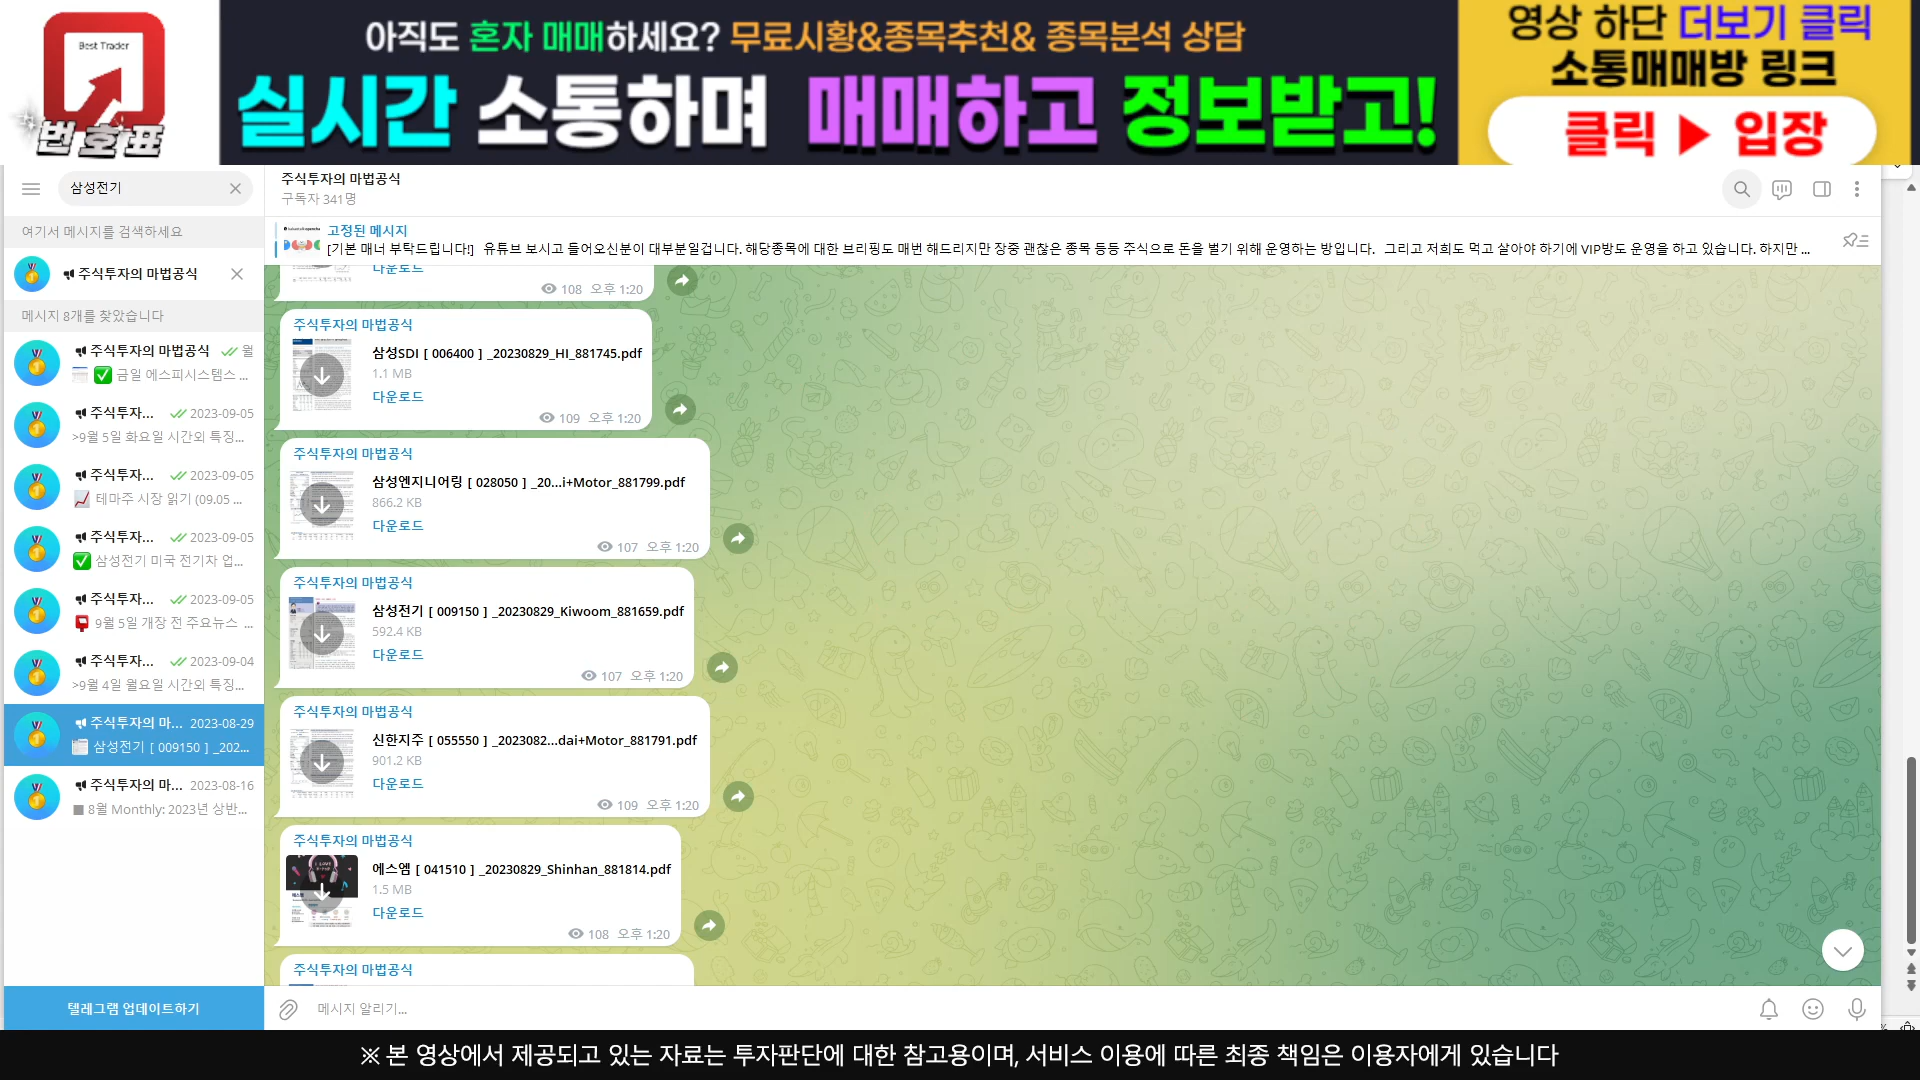 Best Trader
번호표
아직도 혼자 매매하세요? 무료시황&종목추천& 종목분석 상담
실시간 소통하며 매매하고 정보받고!
영상 하단 더보기 클릭
소통매매방 링크
클릭 ▶ 입장
삼성전기
여기서 메시지를 검색하세요
주식투자의 마법공식
메시지 8개를 찾았습니다
주식투자의 마법공식 월
금일 에스피시스템스 ...
주식투자... 2023-09-05
>9월 5일 화요일 시간외 특징...
주식투자... 2023-09-05
테마주 시장 읽기 (09.05 ...
주식투자... 2023-09-05
✅ 삼성전기 미국 전기차 업...
주식투자... 2023-09-05
9월 5일 개장 전 주요뉴스 ...
주식투자... 2023-09-04
>9월 4일 월요일 시간외 특징...
주식투자의 마... 2023-08-29
삼성전기 [ 009150 ] _202...
주식투자의 마... 2023-08-16
■ 8월 Monthly: 2023년 상반...
텔레그램 업데이트하기
주식투자의 마법공식
구독자 341명
고정된 메시지
[기본 매너 부탁드립니다!] 유튜브 보시고 들어오신분이 대부분일겁니다. 해당종목에 대한 브리핑도 매번 해드리지만 장중 괜찮은 종목 등등 주식으로 돈을 벌기 위해 운영하는 방입니다. 그리고 저희도 먹고 살아야 하기에 VIP방도 운영을 하고 있습니다. 하지만 ...
다운로드
108 오후 1:20
주식투자의 마법공식
삼성SDI [ 006400 ] _20230829_HI_881745.pdf
1.1 MB
다운로드
109 오후 1:20
주식투자의 마법공식
삼성엔지니어링 [ 028050 ] _20...i+Motor_881799.pdf
866.2 KB
다운로드
107 오후 1:20
주식투자의 마법공식
삼성전기 [ 009150 ] _20230829_Kiwoom_881659.pdf
592.4 KB
다운로드
107 오후 1:20
주식투자의 마법공식
신한지주 [ 055550 ] _2023082...dai+Motor_881791.pdf
901.2 KB
다운로드
109 오후 1:20
주식투자의 마법공식
에스엠 [ 041510 ] _20230829_Shinhan_881814.pdf
1.5 MB
다운로드
108 오후 1:20
주식투자의 마법공식
메시지 알리기...
※ 본 영상에서 제공되고 있는 자료는 투자판단에 대한 참고용이며, 서비스 이용에 따른 최종 책임은 이용자에게 있습니다